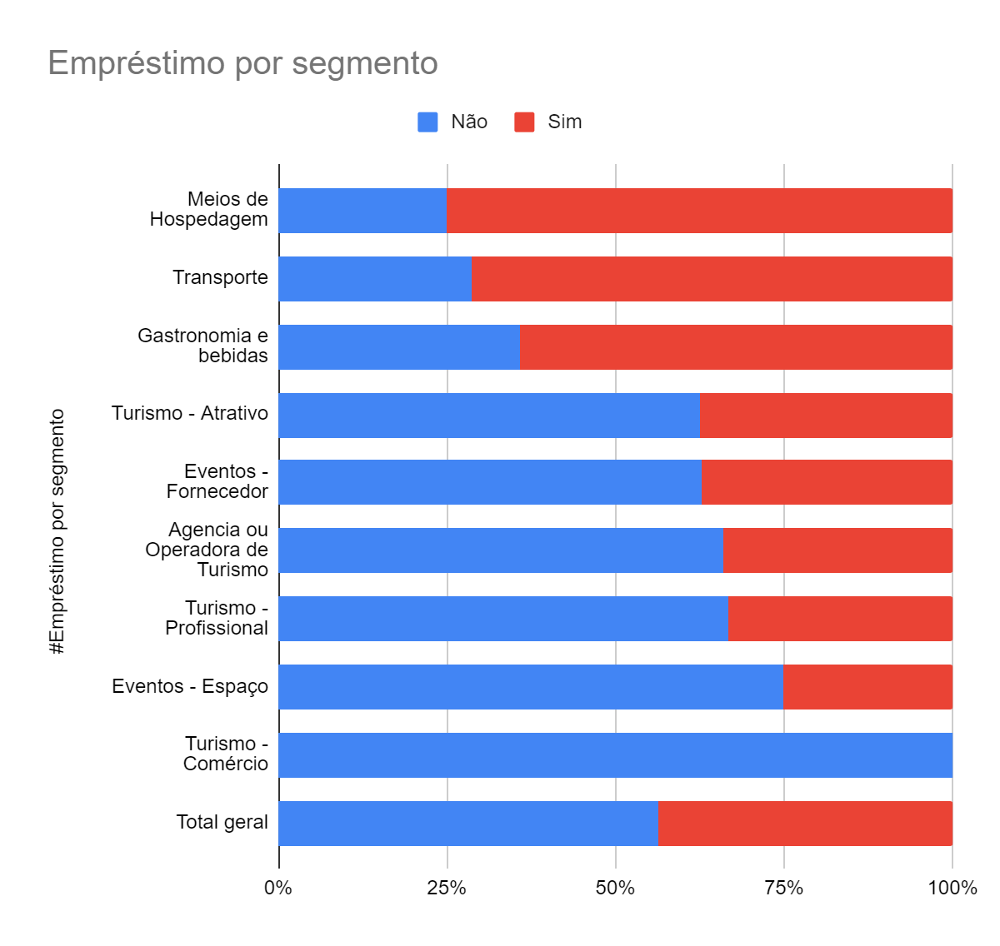 Empréstimo por segmento
Não
Sim
#Empréstimo por segmento
Meios de
Hospedagem
Transporte
Gastronomia e
bebidas
Turismo - Atrativo
Eventos -
Fornecedor
Agencia ou
Operadora de
Turismo
Turismo -
Profissional
Eventos - Espaço
Turismo -
Comércio
Total geral
0%
25%
50%
75%
100%